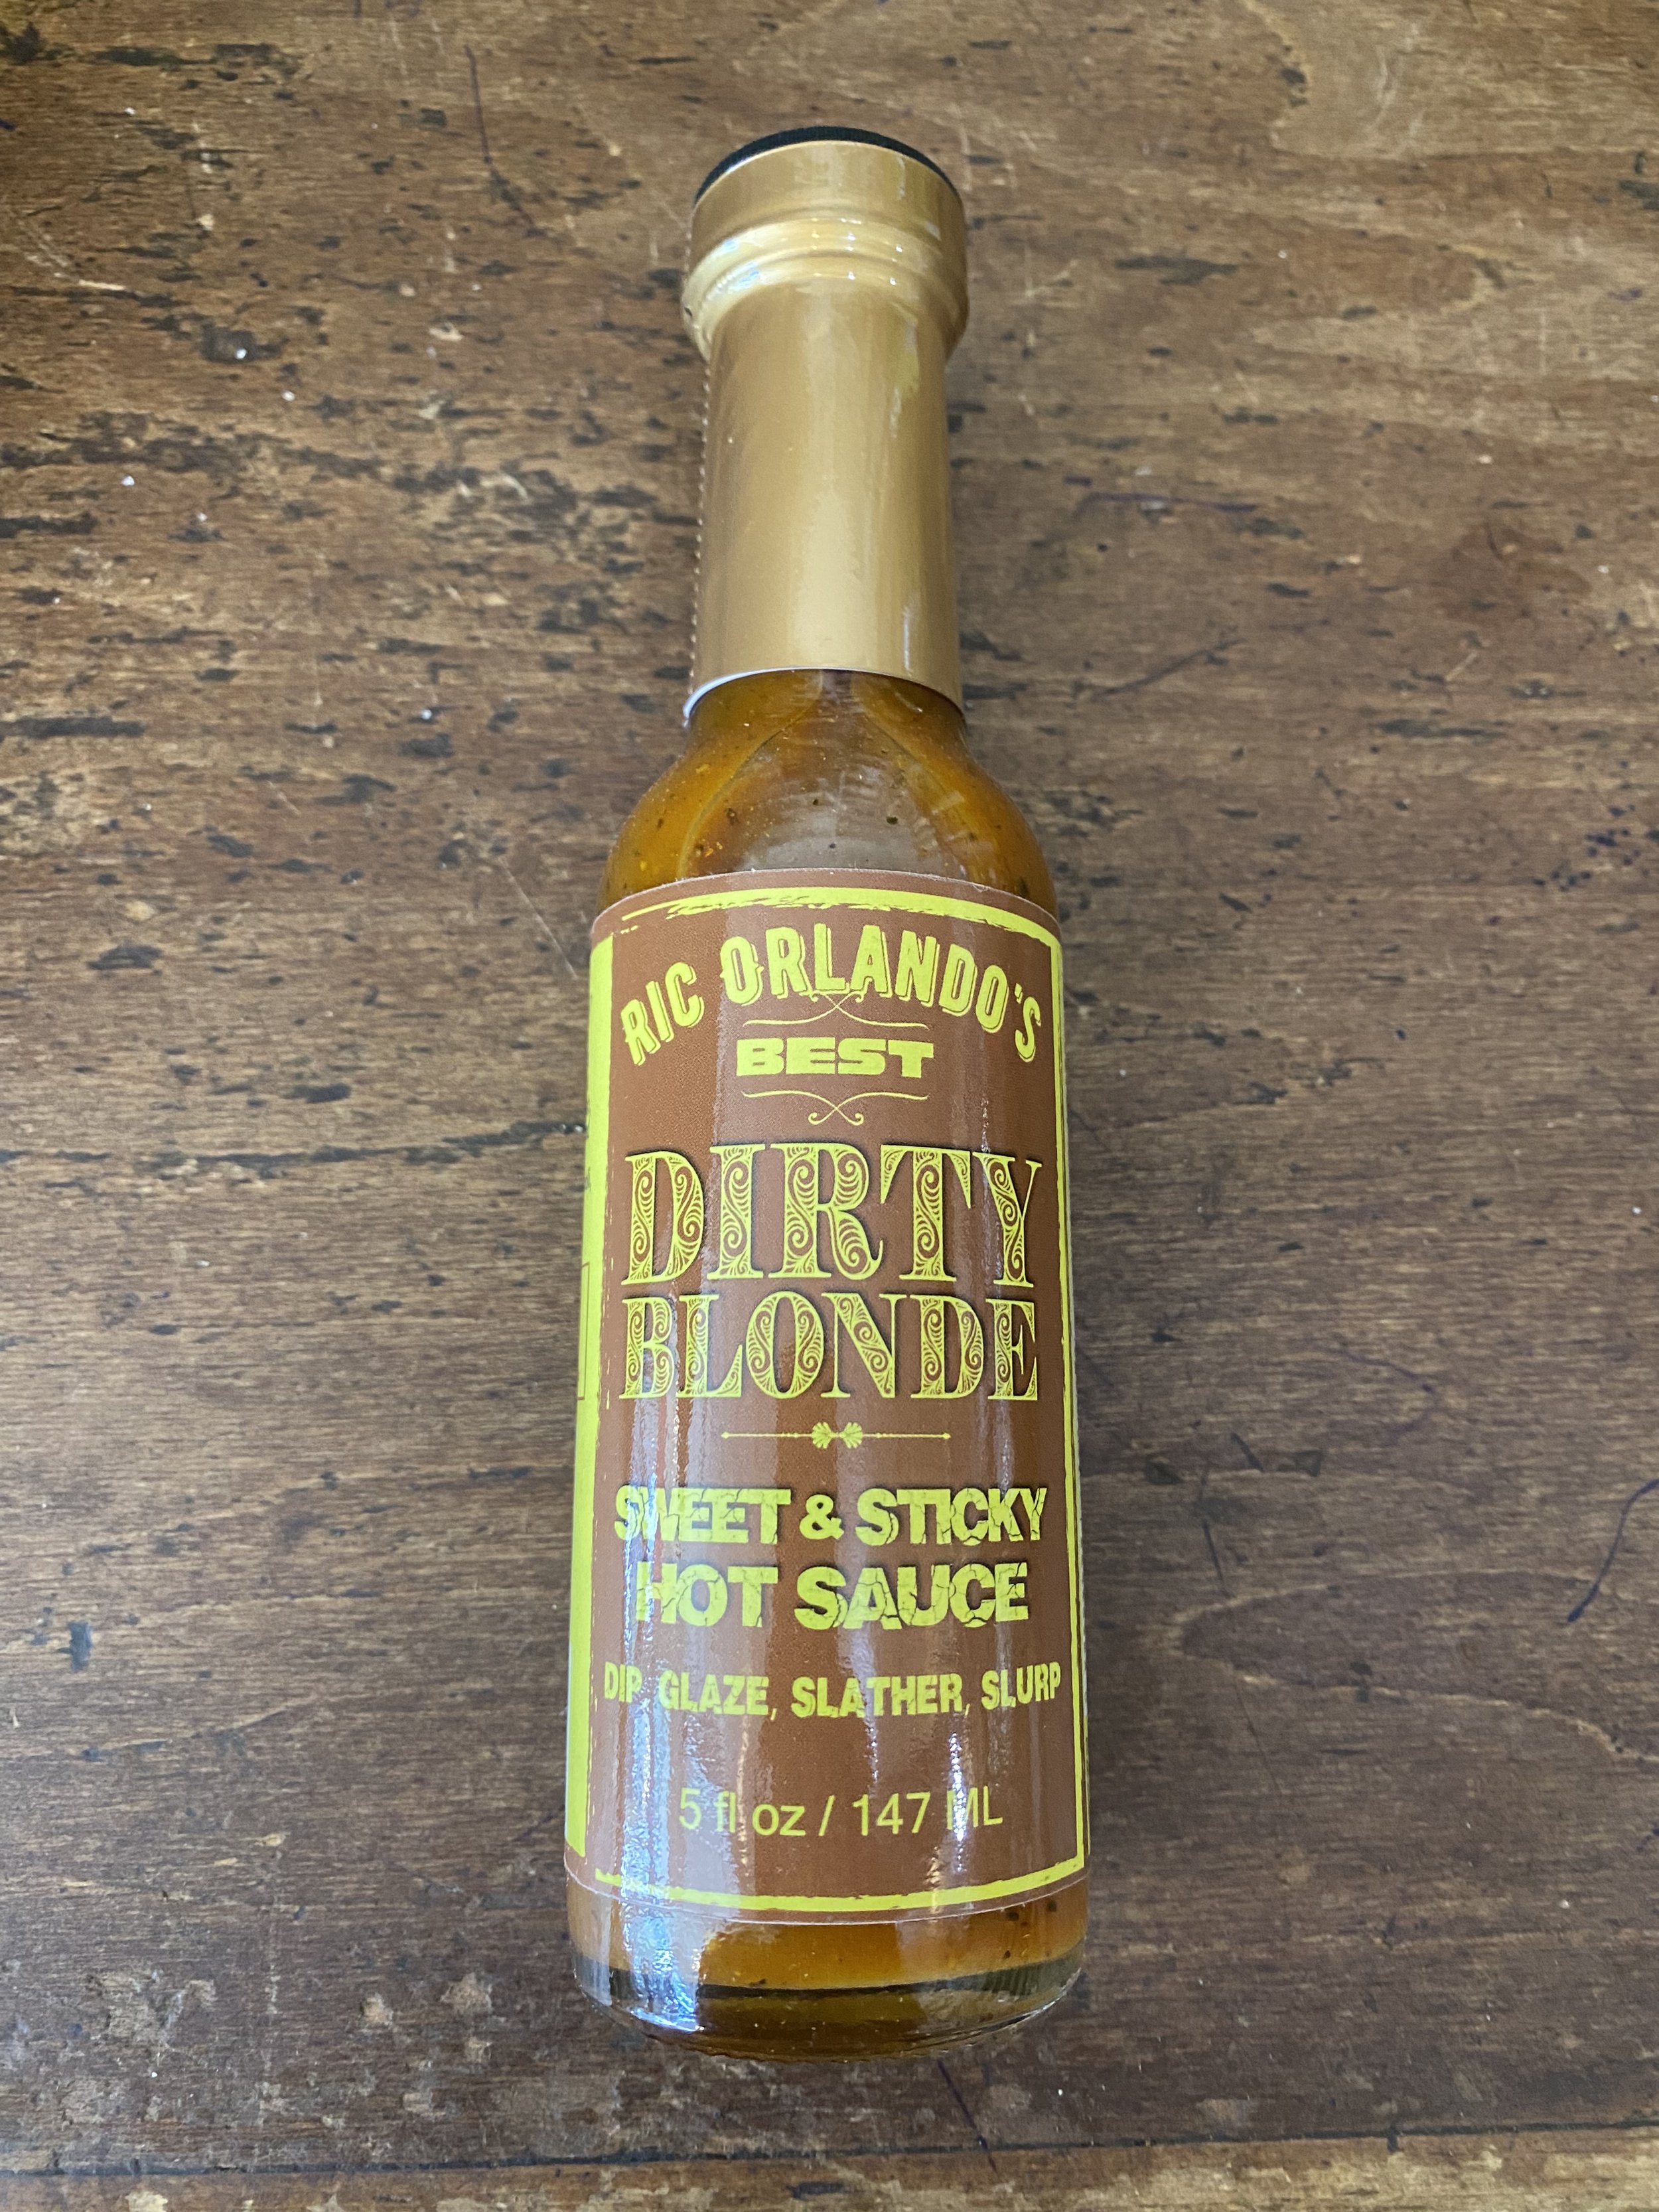 RIC ORLANDO'S
BEST
DIRTY
BLONDE
SWEET & STICKY
HOT SAUCE
DIP, GLAZE, SLATHER, SLURP
5 fl oz / 147 ML